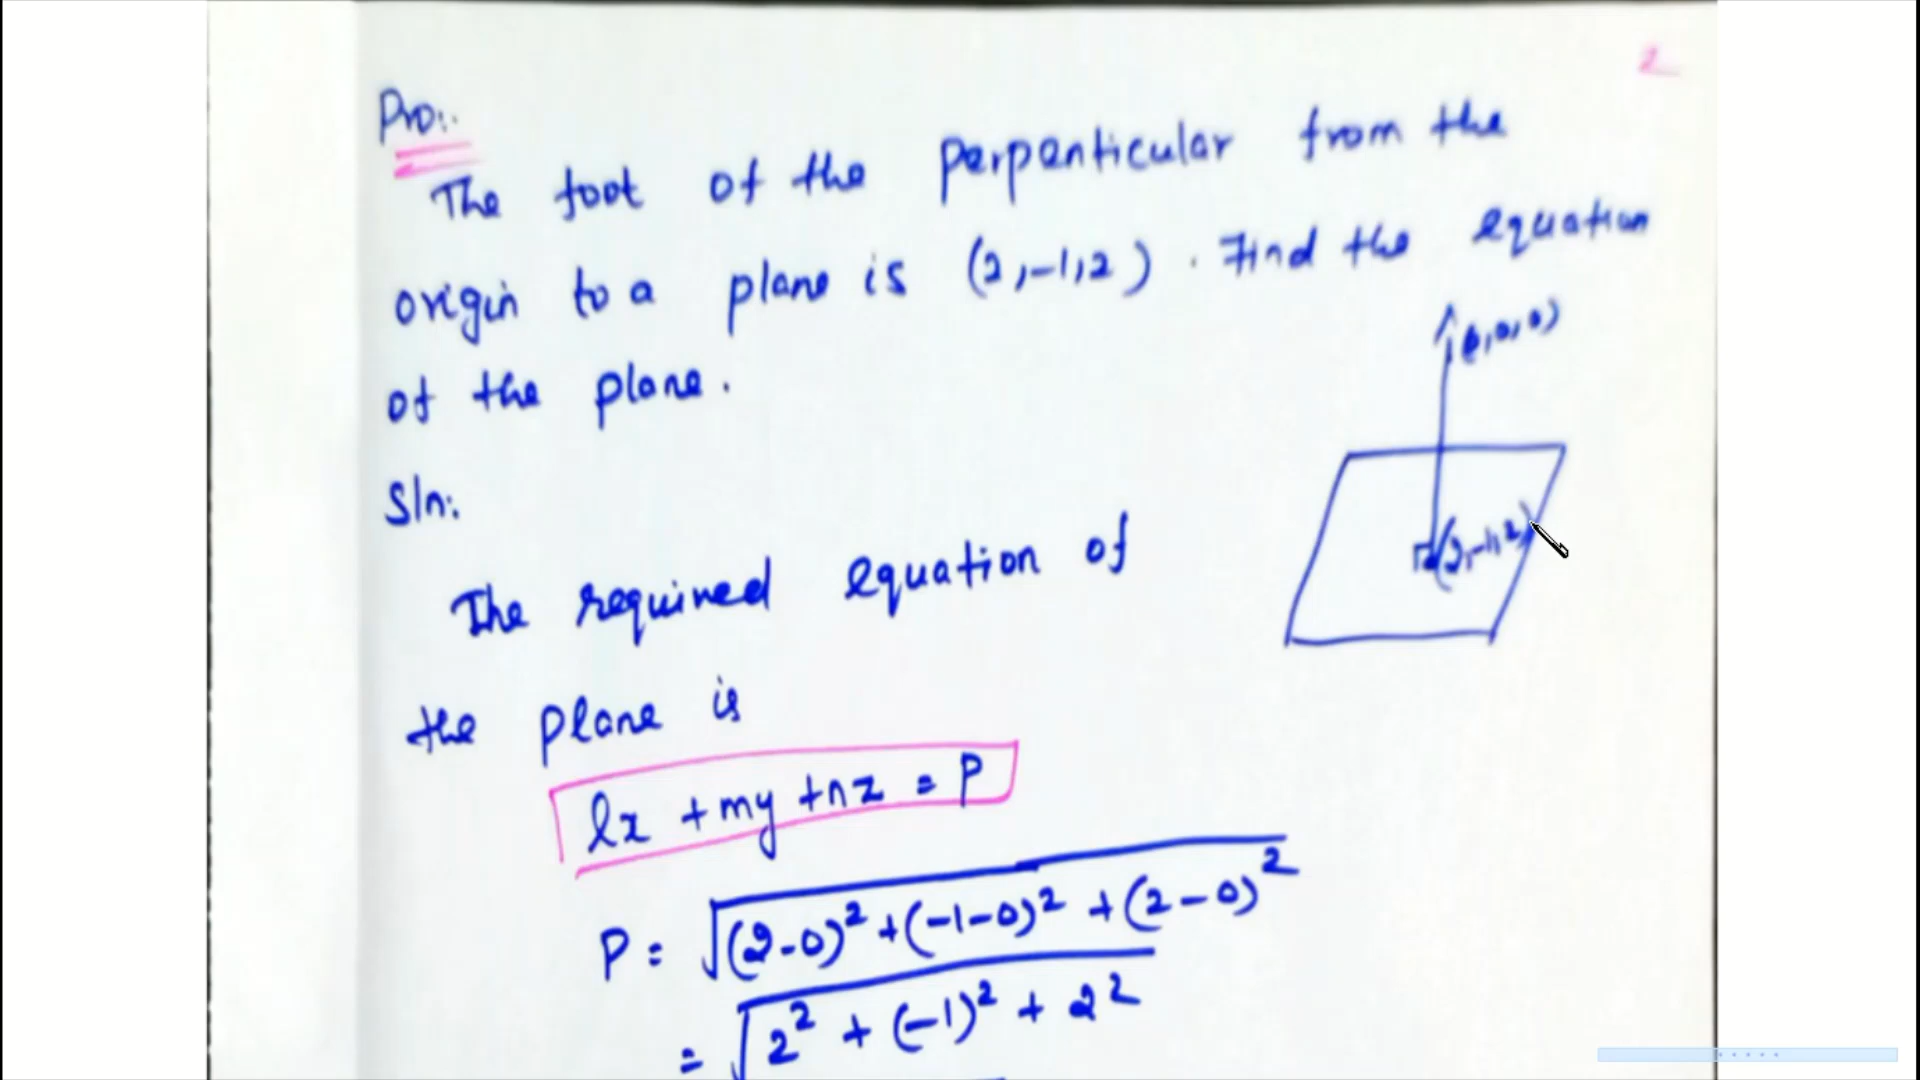 2
Pro:-
The foot of the perpenticular from the
origin to a plane is (2,-1,2). Find the equation
of the plane.
(0,0,0)
(2,-1,2)
Sln:
The required equation of
the plane is
lx + my + nz = P
P = √(2-0)² + (-1-0)² + (2-0)²
= √2² + (-1)² + 2²